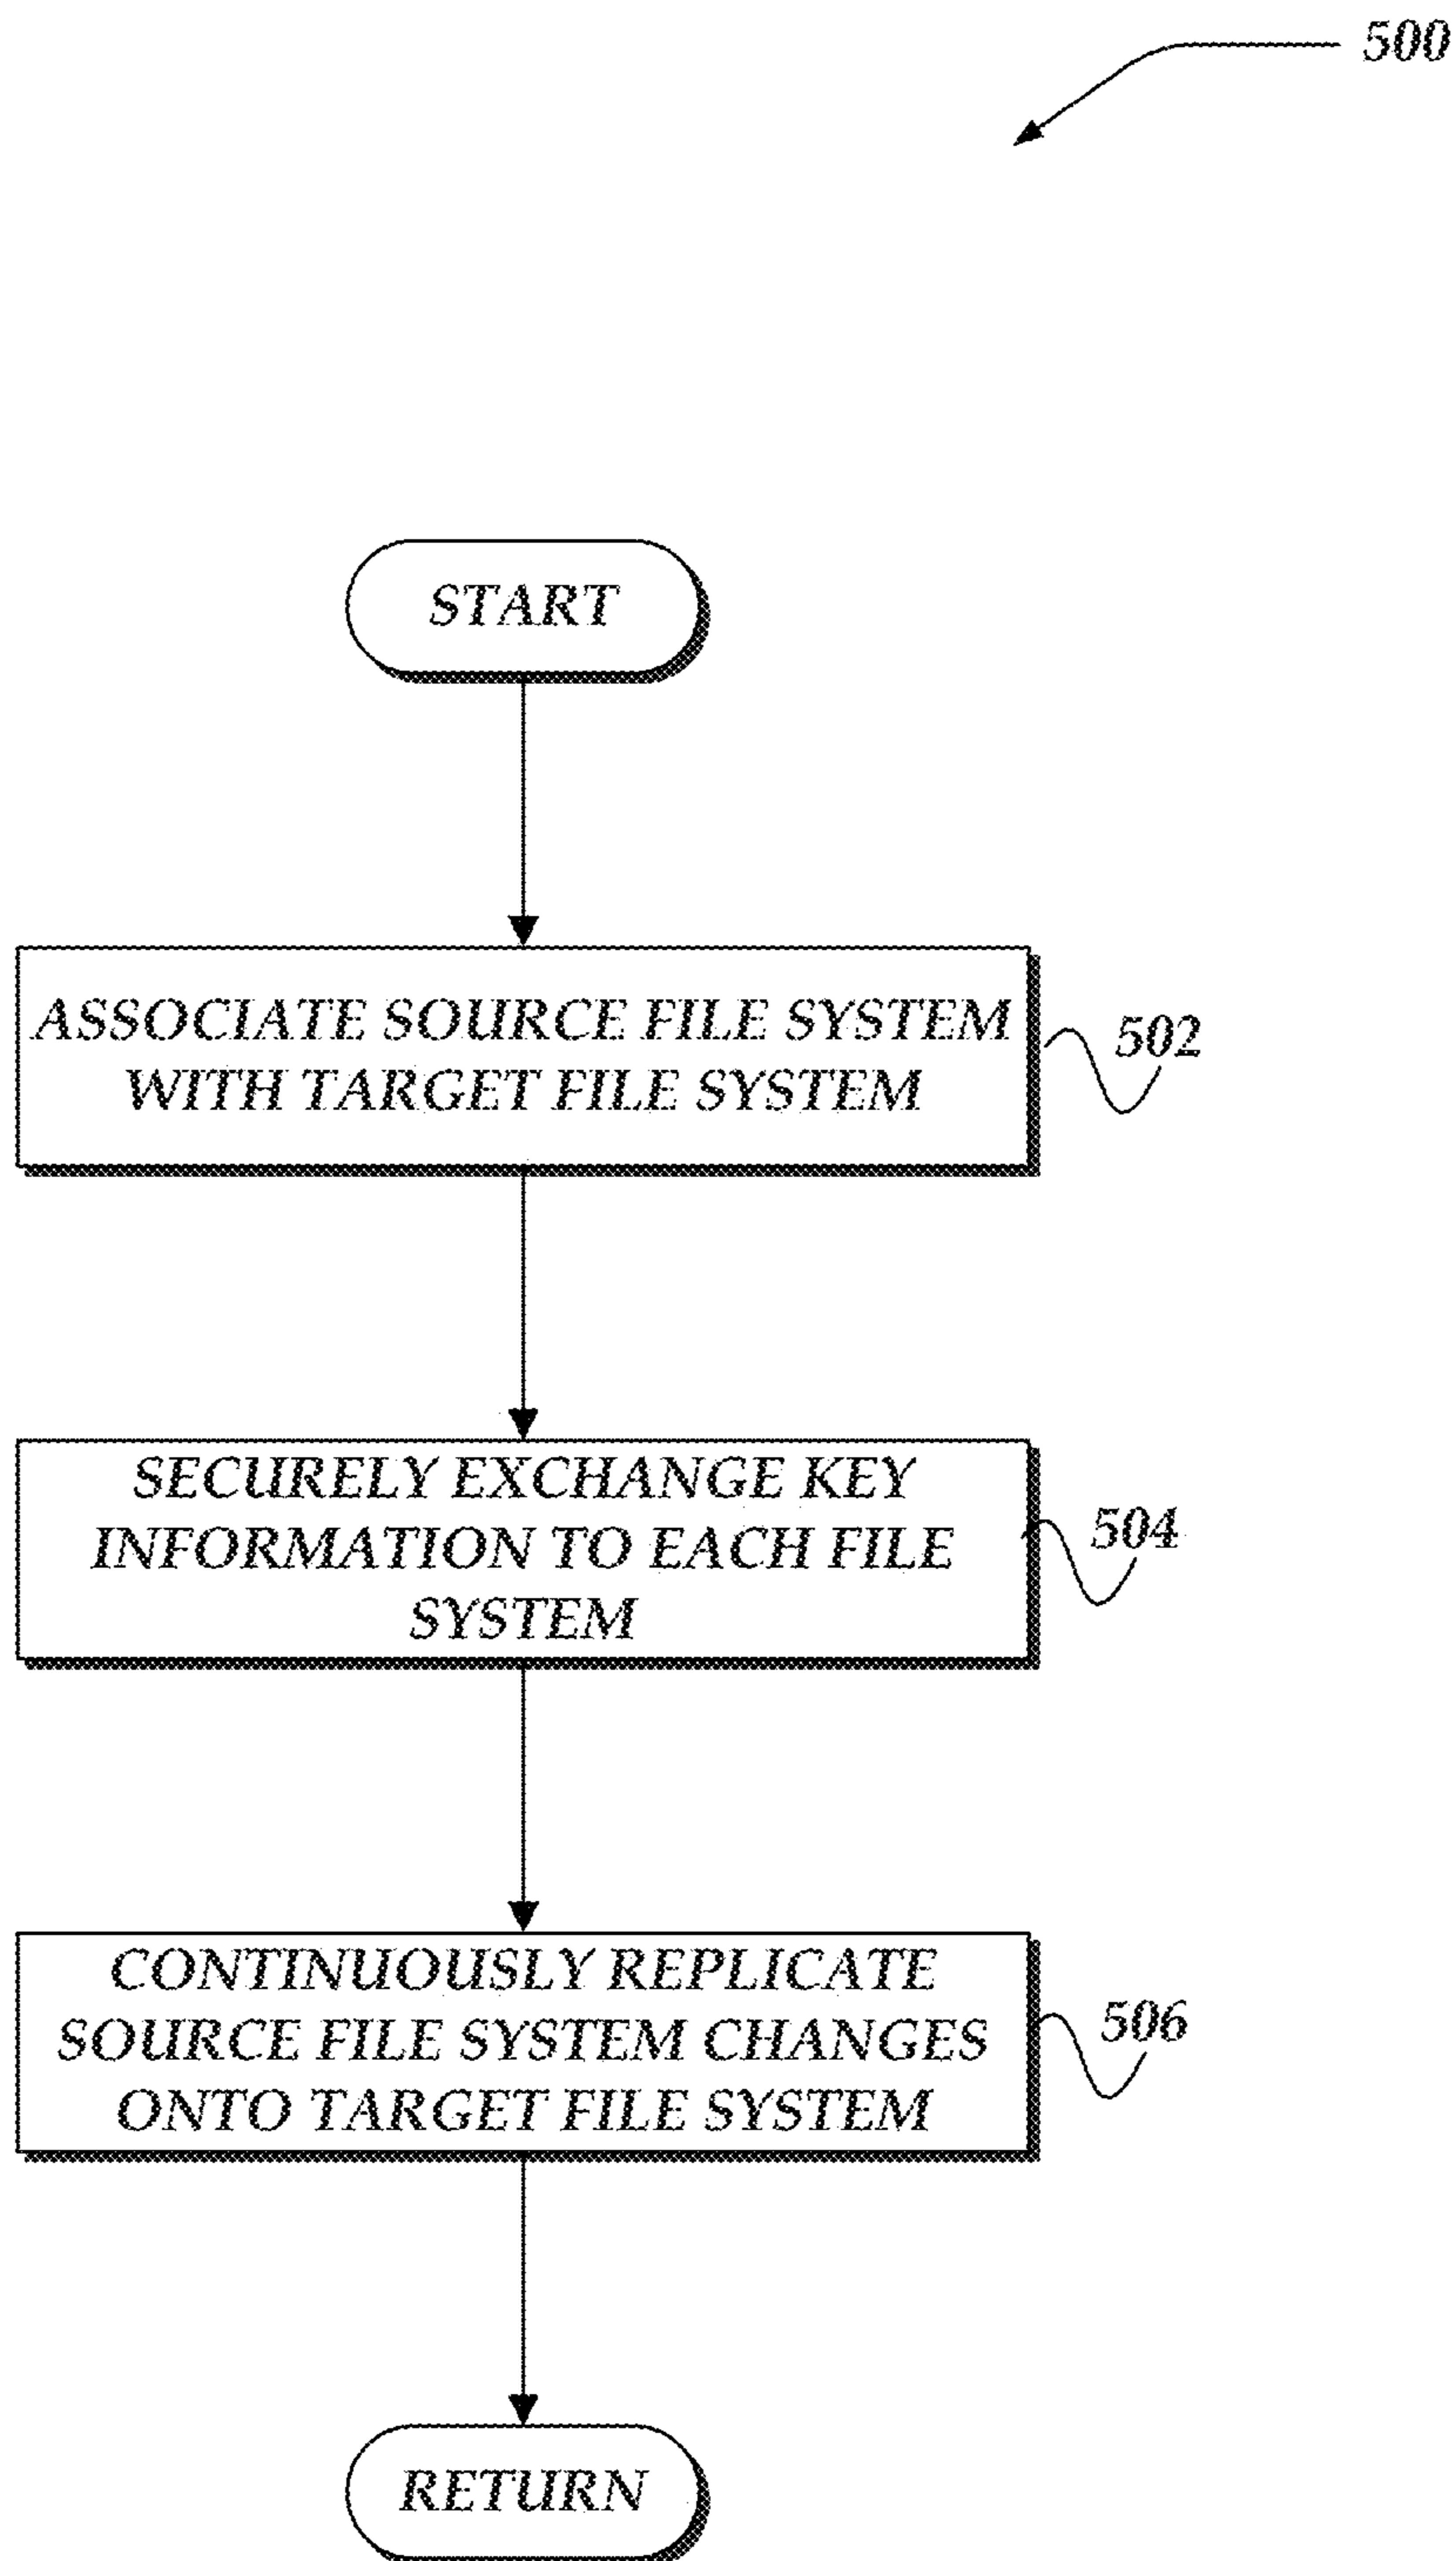 500
START
ASSOCIATE SOURCE FILE SYSTEM
WITH TARGET FILE SYSTEM
502
SECURELY EXCHANGE KEY
INFORMATION TO EACH FILE
SYSTEM
504
CONTINUOUSLY REPLICATE
SOURCE FILE SYSTEM CHANGES
ONTO TARGET FILE SYSTEM
506
RETURN